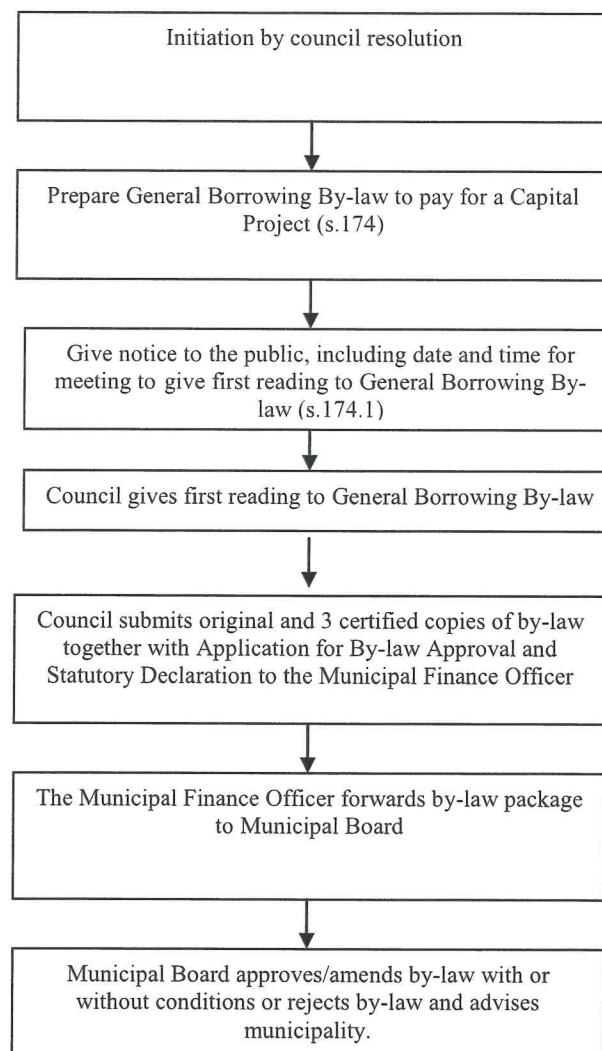 Initiation by council resolution
Prepare General Borrowing By-law to pay for a Capital
Project (s.174)
Give notice to the public, including date and time for
meeting to give first reading to General Borrowing By-
law (s.174.1)
Council gives first reading to General Borrowing By-law
Council submits original and 3 certified copies of by-law
together with Application for By-law Approval and
Statutory Declaration to the Municipal Finance Officer
The Municipal Finance Officer forwards by-law package
to Municipal Board
Municipal Board approves/amends by-law with or
without conditions or rejects by-law and advises
municipality.